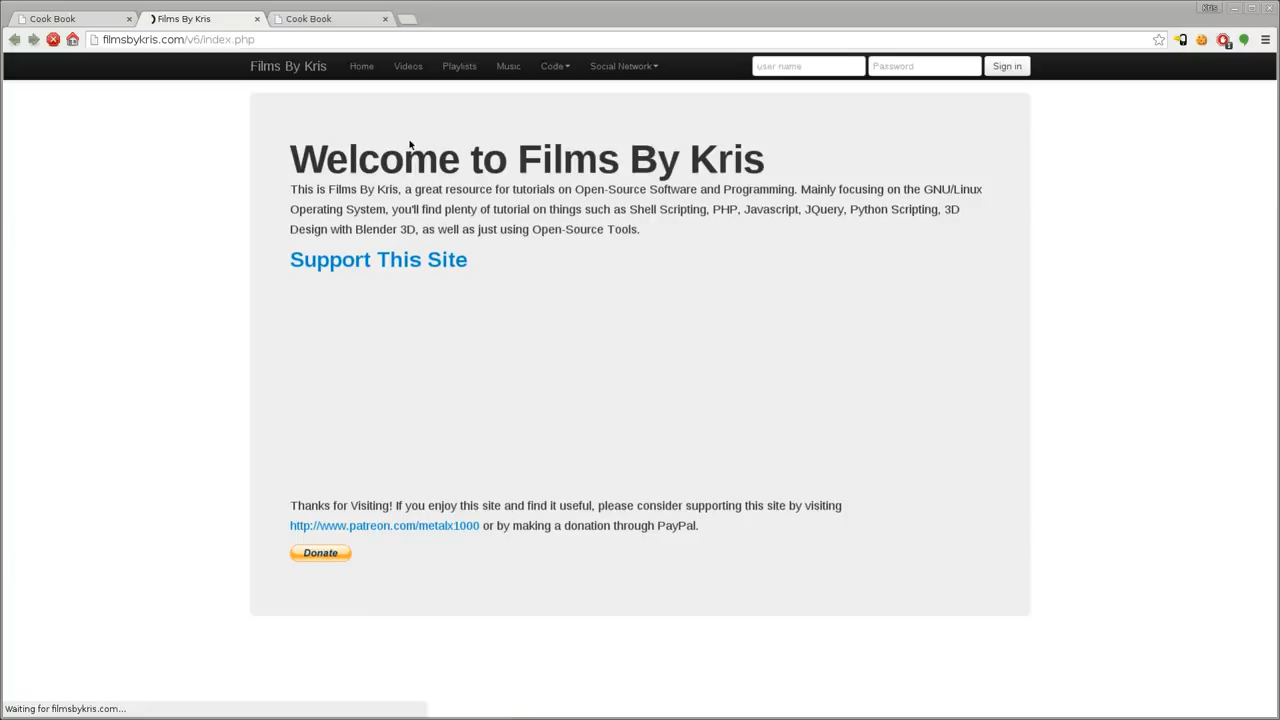 Cook Book
Films By Kris
Cook Book
Kris
filmsbykris.com/v6/index.php
Films By Kris
Home
Videos
Playlists
Music
Code
Social Network
user name
Password
Sign in
Welcome to Films By Kris
This is Films By Kris, a great resource for tutorials on Open-Source Software and Programming. Mainly focusing on the GNU/Linux
Operating System, you'll find plenty of tutorial on things such as Shell Scripting, PHP, Javascript, JQuery, Python Scripting, 3D
Design with Blender 3D, as well as just using Open-Source Tools.
Support This Site
Thanks for Visiting! If you enjoy this site and find it useful, please consider supporting this site by visiting
http://www.patreon.com/metalx1000 or by making a donation through PayPal.
Donate
Waiting for filmsbykris.com...